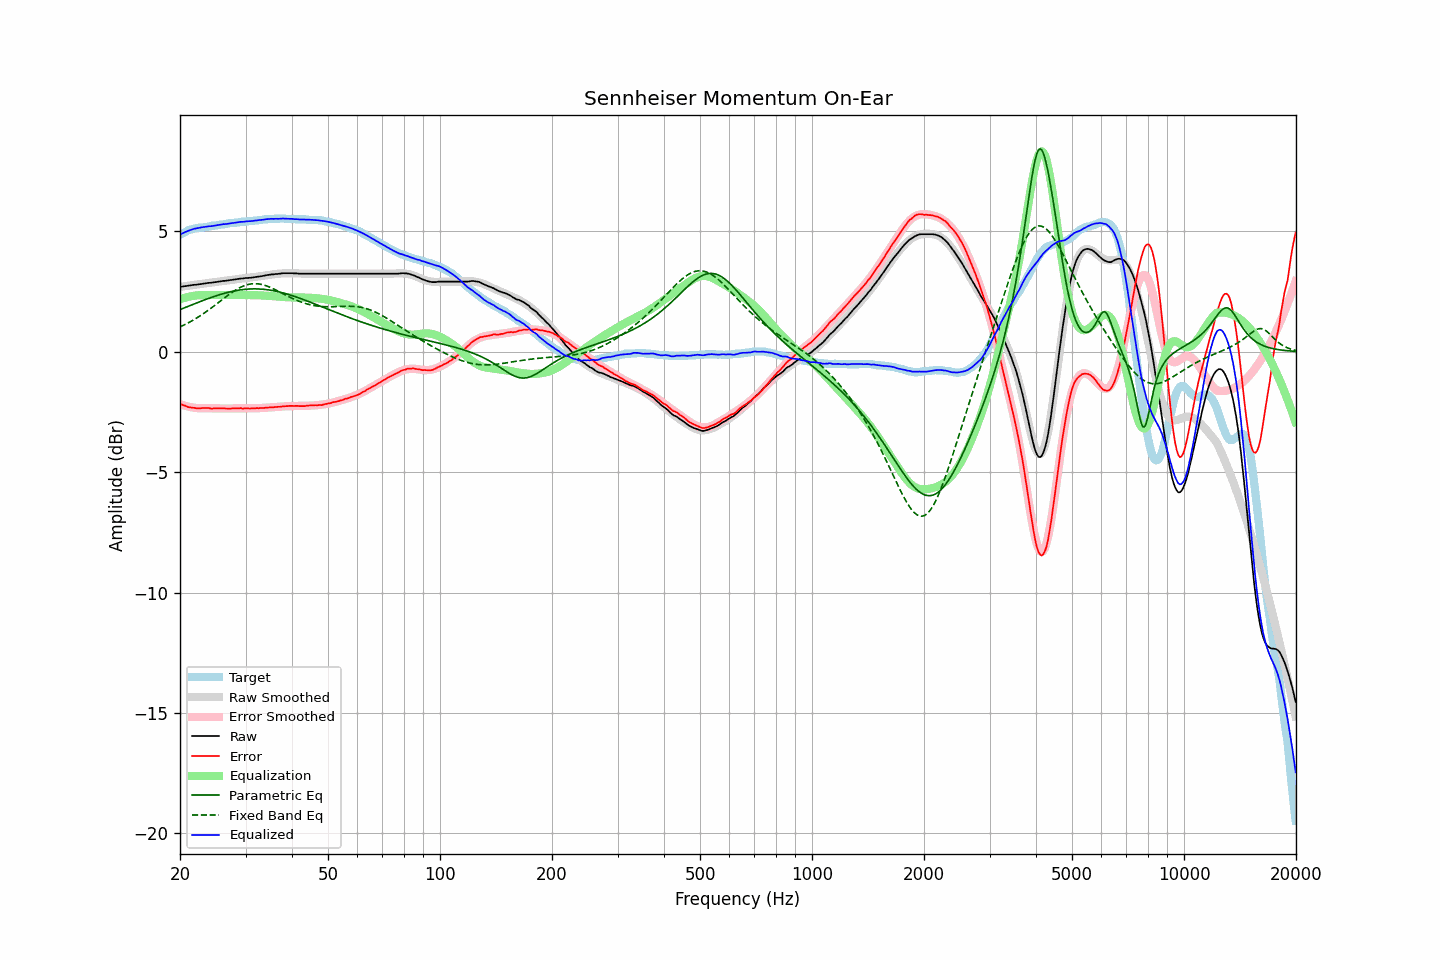 Sennheiser Momentum On-Ear
Amplitude (dBr)
5
0
−5
−10
−15
−20
Target
Raw Smoothed
Error Smoothed
Raw
Error
Equalization
Parametric Eq
Fixed Band Eq
Equalized
20 50 100 200 500 1000 2000 5000 10000 20000
Frequency (Hz)